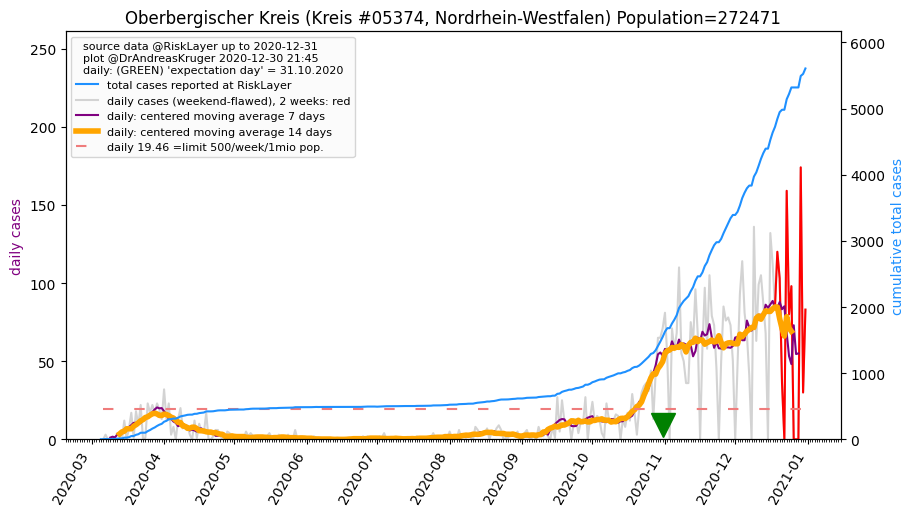 Oberbergischer Kreis (Kreis #05374, Nordrhein-Westfalen) Population=272471
source data @RiskLayer up to 2020-12-31
plot @DrAndreasKruger 2020-12-30 21:45
daily: (GREEN) 'expectation day' = 31.10.2020
total cases reported at RiskLayer
daily cases (weekend-flawed), 2 weeks: red
daily: centered moving average 7 days
daily: centered moving average 14 days
daily 19.46 =limit 500/week/1mio pop.
daily cases
250
200
150
100
50
0
6000
5000
4000
3000
2000
1000
0
cumulative total cases
2020-03
2020-04
2020-05
2020-06
2020-07
2020-08
2020-09
2020-10
2020-11
2020-12
2021-01